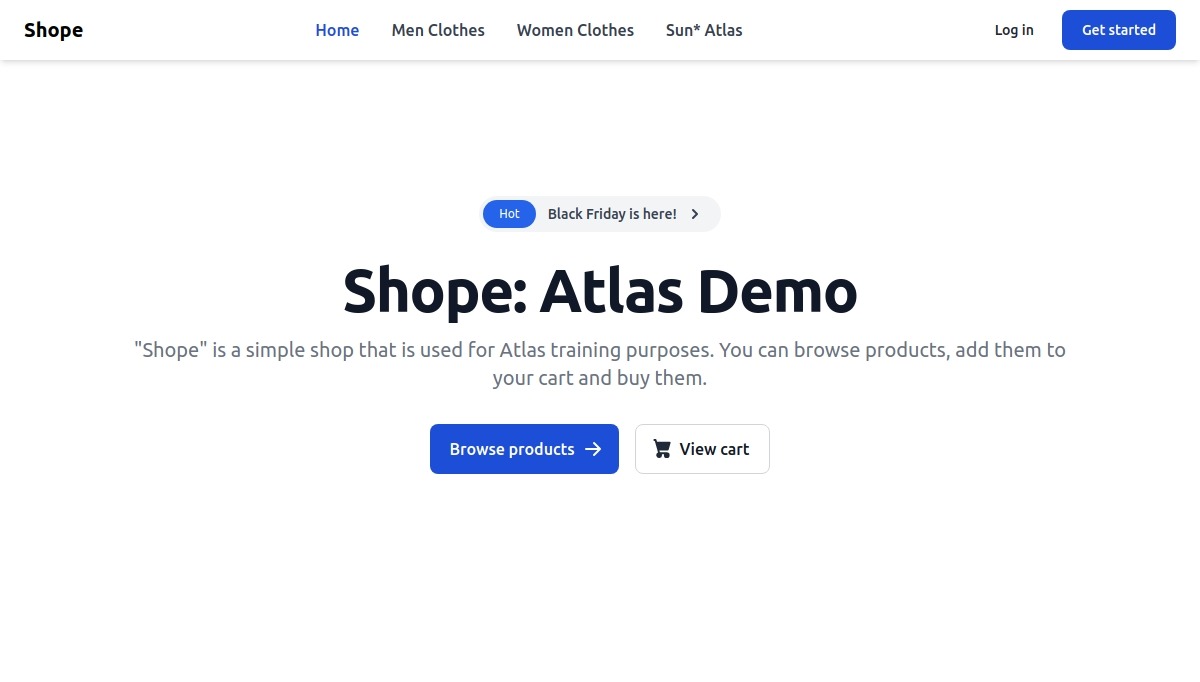 Shope
Home
Men Clothes
Women Clothes
Sun* Atlas
Log in
Get started
Hot
Black Friday is here!
Shope: Atlas Demo
"Shope" is a simple shop that is used for Atlas training purposes. You can browse products, add them to
your cart and buy them.
Browse products
View cart